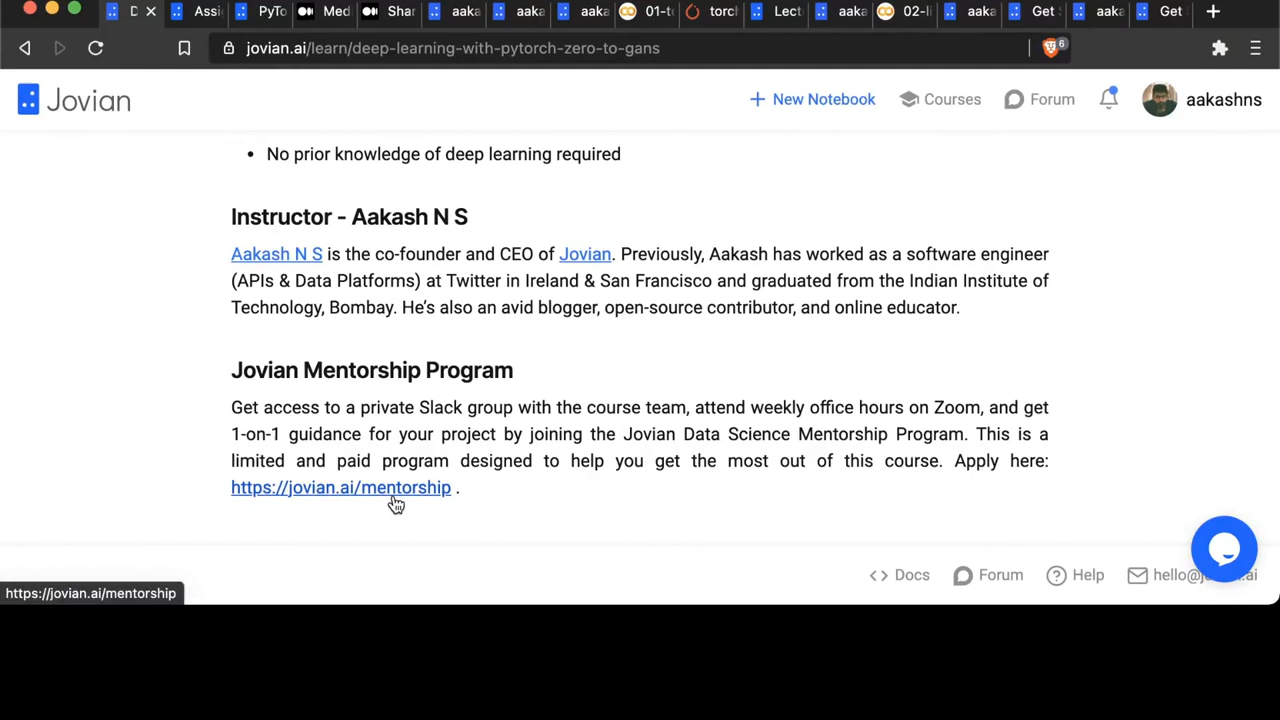 D
Assi
PyTo
Med
Shar
aaka
aaka
aaka
01-to
torch
Lect
aaka
02-li
aaka
Get
aaka
Get
jovian.ai/learn/deep-learning-with-pytorch-zero-to-gans
6
Jovian
New Notebook
Courses
Forum
aakashns
• No prior knowledge of deep learning required
Instructor - Aakash N S
Aakash N S is the co-founder and CEO of Jovian. Previously, Aakash has worked as a software engineer
(APIs & Data Platforms) at Twitter in Ireland & San Francisco and graduated from the Indian Institute of
Technology, Bombay. He’s also an avid blogger, open-source contributor, and online educator.
Jovian Mentorship Program
Get access to a private Slack group with the course team, attend weekly office hours on Zoom, and get
1-on-1 guidance for your project by joining the Jovian Data Science Mentorship Program. This is a
limited and paid program designed to help you get the most out of this course. Apply here:
https://jovian.ai/mentorship .
Docs
Forum
Help
https://jovian.ai/mentorship